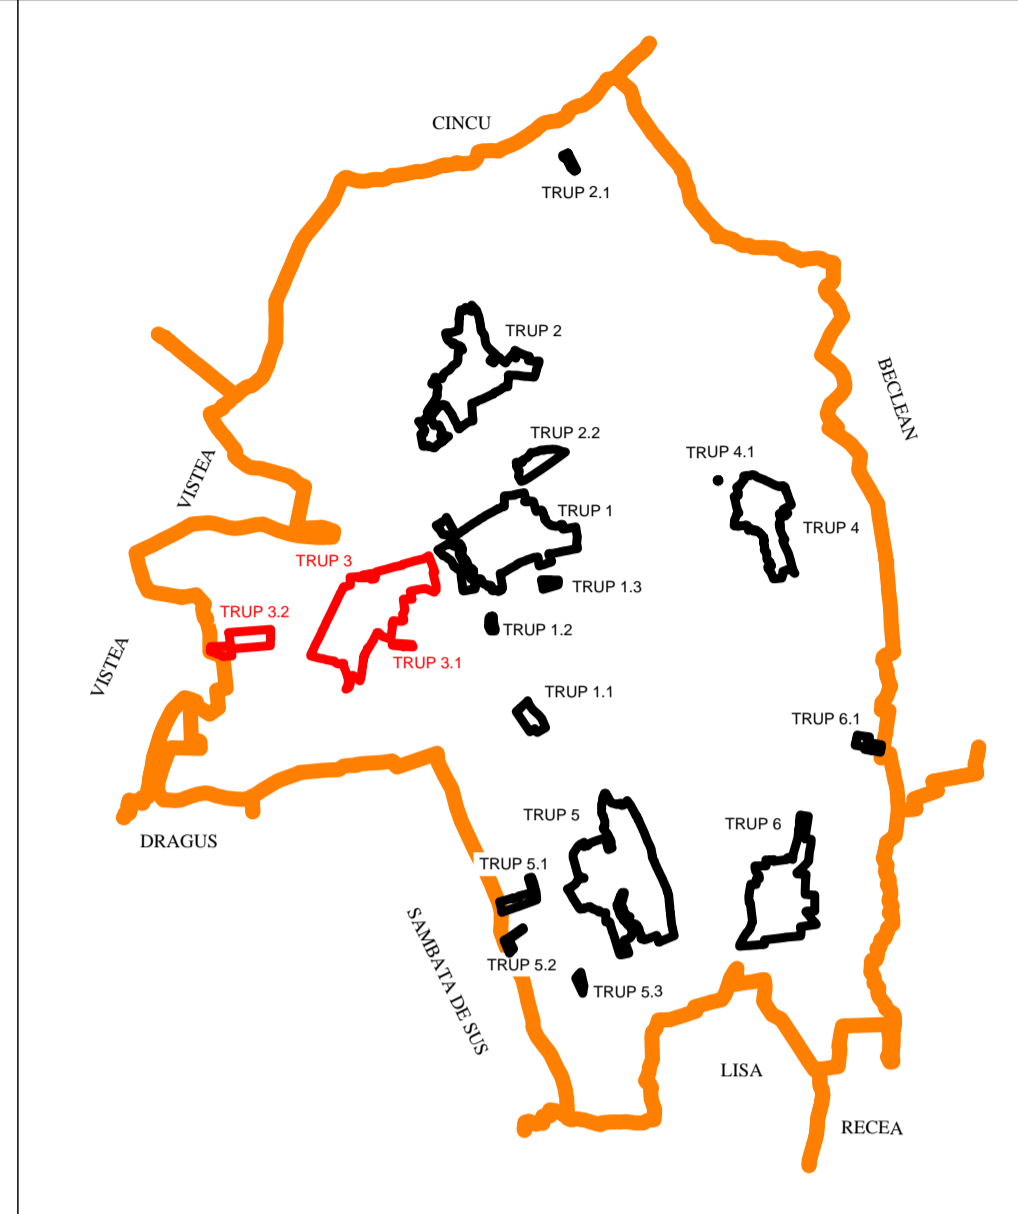 CINCU
TRUP 2.1
TRUP 2
BECLEAN
TRUP 2.2
TRUP 4.1
VISTEA
TRUP 1
TRUP 4
TRUP 3
TRUP 1.3
TRUP 3.2
TRUP 1.2
VISTEA
TRUP 3.1
TRUP 1.1
TRUP 6.1
TRUP 5
TRUP 6
DRAGUS
TRUP 5.1
SAMBATA DE SUS
TRUP 5.2
TRUP 5.3
LISA
RECEA